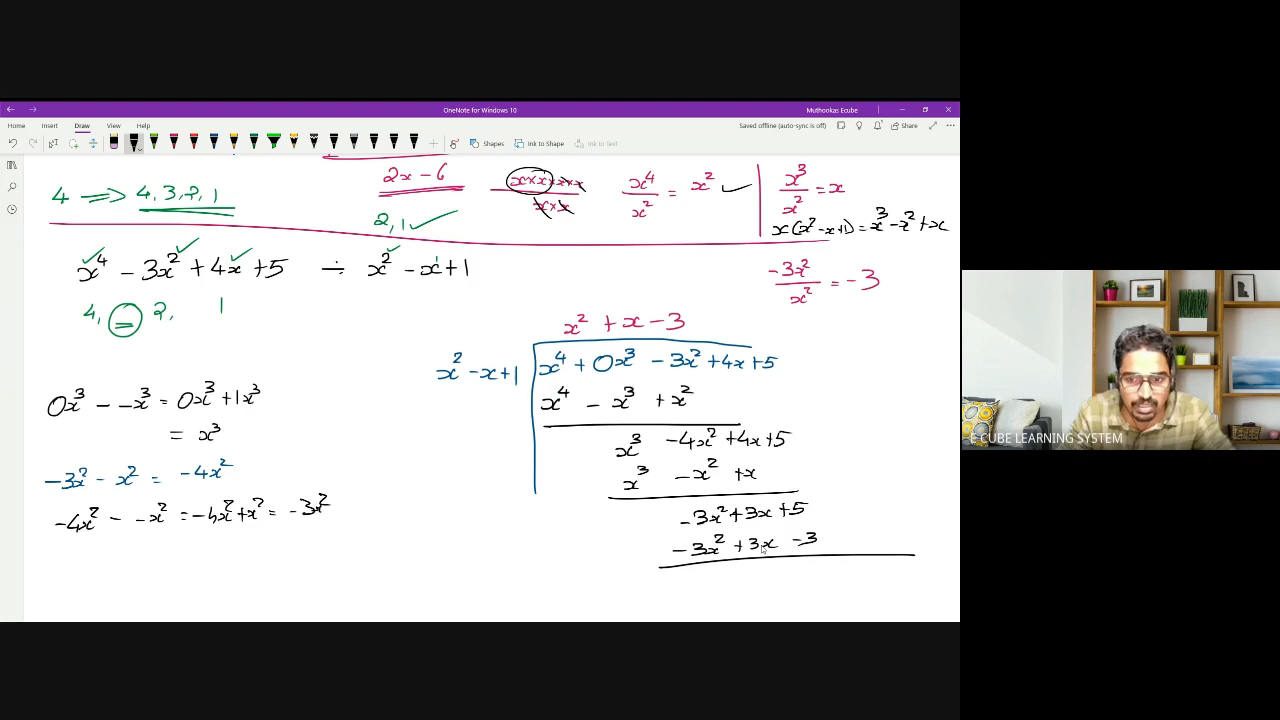 OneNote for Windows 10
Muthookas Ecube
Home Insert Draw View Help
Saved offline (auto-sync is off) Share
Shapes Ink to Shape Ink to Text
4 ⟹ 4, 3, 2, 1
2x - 6
2, 1 ✓
x×x×x×x / x×x
x⁴/x² = x² ✓
x³/x² = x
x(x² - x + 1) = x³ - x² + x
x⁴ - 3x² + 4x + 5 ÷ x² - x + 1
4, _ 2, 1
-3x²/x² = -3
x² + x - 3
x² - x + 1 | x⁴ + 0x³ - 3x² + 4x + 5
x⁴ - x³ + x²
x³ - 4x² + 4x + 5
x³ - x² + x
-3x² + 3x + 5
-3x² + 3x - 3
0x³ - -x³ = 0x³ + 1x³
= x³
-3x² - x² = -4x²
-4x² - -x² = -4x² + x² = -3x²
E CUBE LEARNING SYSTEM